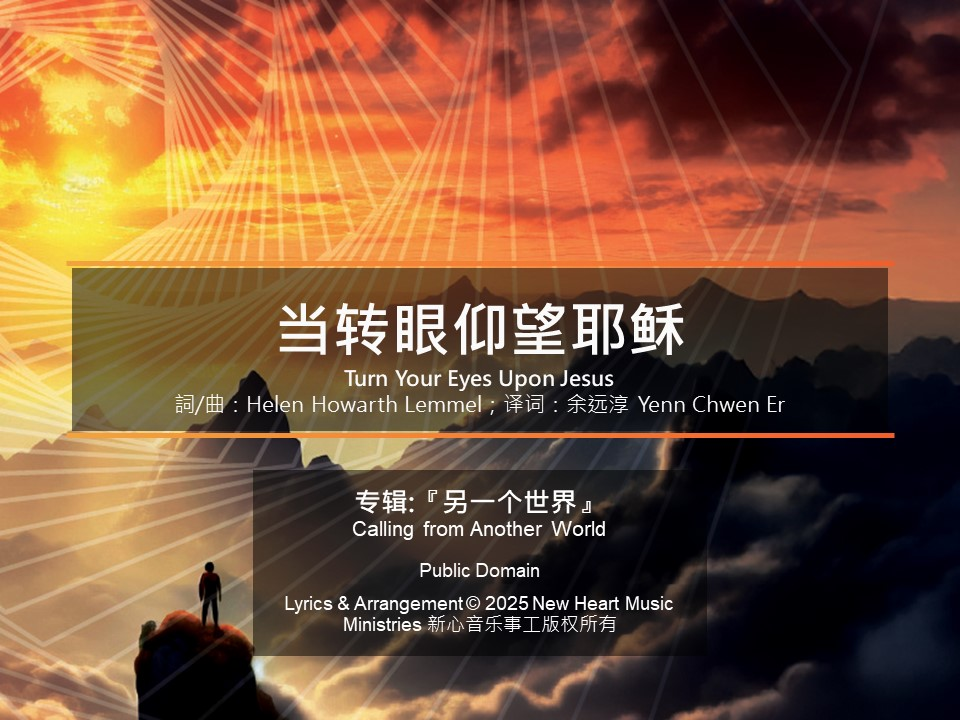 当转眼仰望耶稣
Turn Your Eyes Upon Jesus
詞/曲：Helen Howarth Lemmel；译词：余远淳 Yenn Chwen Er
专辑:『另一个世界』
Calling from Another World
Public Domain
Lyrics & Arrangement © 2025 New Heart Music
Ministries 新心音乐事工版权所有